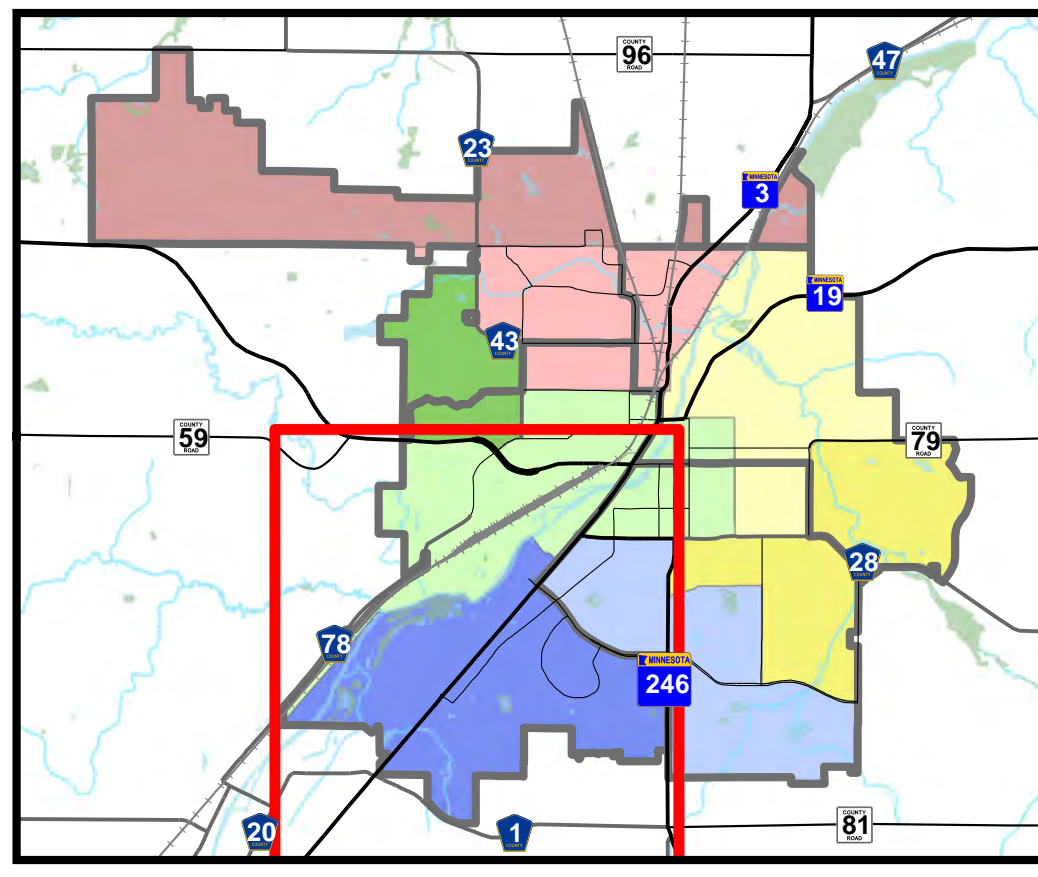 COUNTY
96
ROAD
47
COUNTY
23
COUNTY
MINNESOTA
3
MINNESOTA
19
43
COUNTY
COUNTY
59
ROAD
COUNTY
79
ROAD
28
COUNTY
78
COUNTY
MINNESOTA
246
20
COUNTY
1
COUNTY
COUNTY
81
ROAD